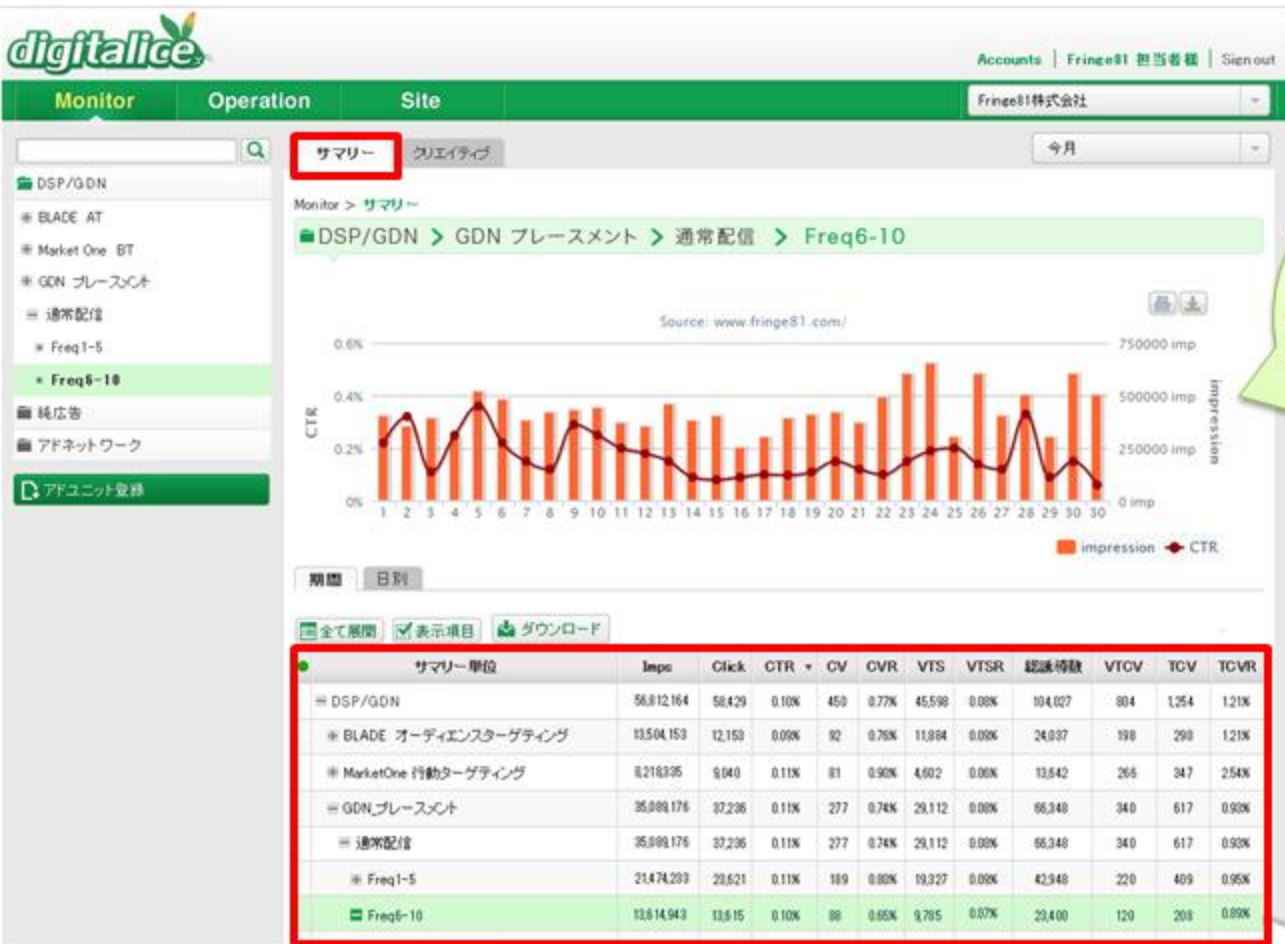 digitalice
Accounts | Fringe81 担当者様 | Sign out
Monitor Operation Site Fringe81株式会社
サマリー クリエイティブ 今月
DSP/GDN
BLADE AT
Market One BT
GDN プレースメント
通常配信
Freq1-5
Freq6-10
純広告
アドネットワーク
アドユニット登録
Monitor > サマリー
DSP/GDN > GDN プレースメント > 通常配信 > Freq6-10
Source: www.fringe81.com/
0.6% 750000 imp
0.4% 500000 imp
0.2% 250000 imp
0% 0 imp
CTR
impression
1 2 3 4 5 6 7 8 9 10 11 12 13 14 15 16 17 18 19 20 21 22 23 24 25 26 27 28 29 30 30
impression CTR
期間 日別
全て展開 表示項目 ダウンロード
サマリー単位 Imps Click CTR CV CVR VTS VTSR 総誘導数 VTCV TCV TCVR
DSP/GDN 56,812,164 58,429 0.10% 450 0.77% 45,598 0.08% 104,027 804 1,254 1.21%
BLADE オーディエンスターゲティング 13,504,153 12,153 0.09% 92 0.76% 11,884 0.09% 24,037 198 290 1.21%
MarketOne 行動ターゲティング 8,218,335 9,040 0.11% 81 0.90% 4,602 0.06% 13,642 266 347 2.54%
GDN_プレースメント 35,089,176 37,236 0.11% 277 0.74% 29,112 0.08% 66,348 340 617 0.93%
通常配信 35,089,176 37,236 0.11% 277 0.74% 29,112 0.08% 66,348 340 617 0.93%
Freq1-5 21,474,233 23,621 0.11% 189 0.80% 19,327 0.09% 42,948 220 409 0.95%
Freq6-10 13,614,943 13,615 0.10% 88 0.65% 9,785 0.07% 23,400 120 208 0.89%